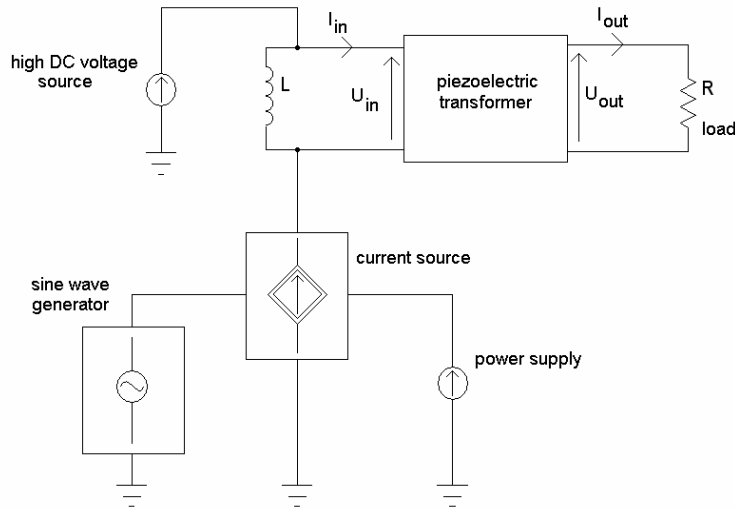 high DC voltage
source
L
I in
U in
piezoelectric
transformer
I out
U out
R
load
current source
sine wave
generator
power supply